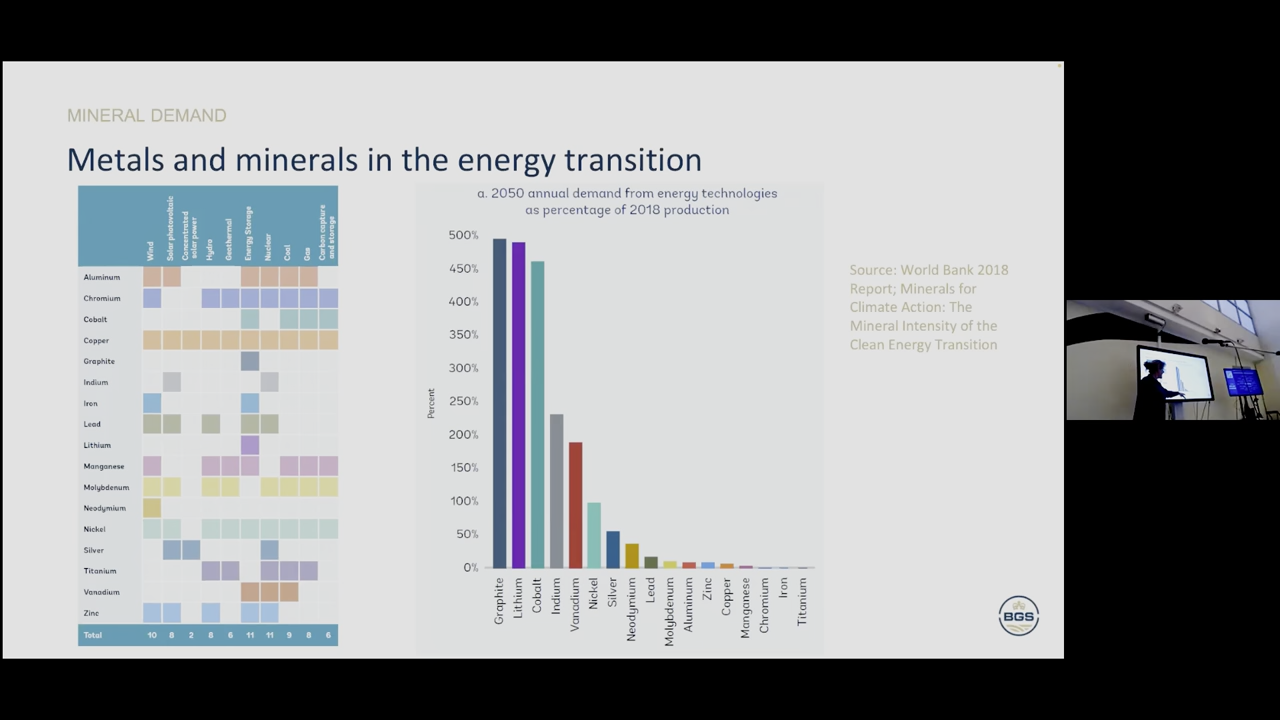 MINERAL DEMAND
Metals and minerals in the energy transition
Wind
Solar photovoltaic
Concentrated
solar power
Hydro
Geothermal
Energy Storage
Nuclear
Coal
Gas
Carbon capture
and storage
Aluminum
Chromium
Cobalt
Copper
Graphite
Indium
Iron
Lead
Lithium
Manganese
Molybdenum
Neodymium
Nickel
Silver
Titanium
Vanadium
Zinc
Total 10 8 2 8 6 11 11 9 8 6
a. 2050 annual demand from energy technologies
as percentage of 2018 production
Percent
500%
450%
400%
350%
300%
250%
200%
150%
100%
50%
0%
Graphite
Lithium
Cobalt
Indium
Vanadium
Nickel
Silver
Neodymium
Lead
Molybdenum
Aluminum
Zinc
Copper
Manganese
Chromium
Iron
Titanium
Source: World Bank 2018
Report; Minerals for
Climate Action: The
Mineral Intensity of the
Clean Energy Transition
BGS